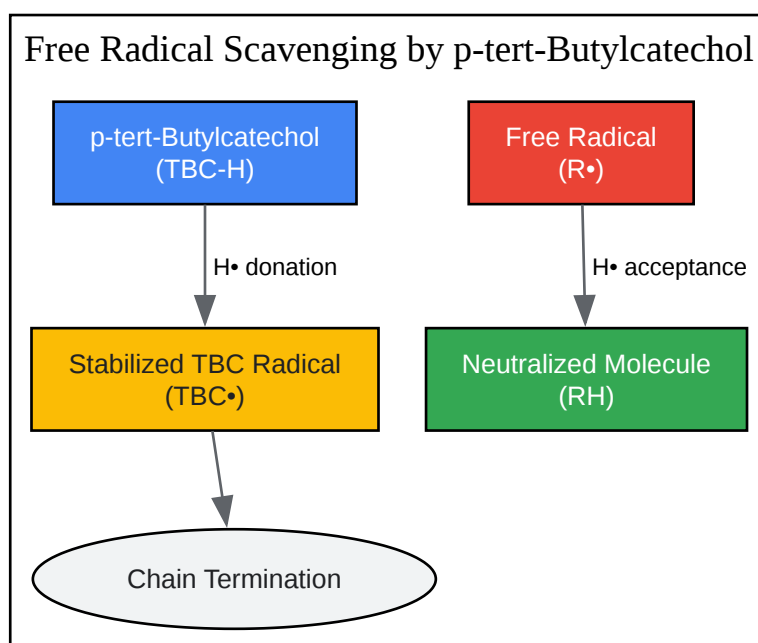 Free Radical Scavenging by p-tert-Butylcatechol
p-tert-Butylcatechol
(TBC-H)
Free Radical
(R•)
H• donation
H• acceptance
Stabilized TBC Radical
(TBC•)
Neutralized Molecule
(RH)
Chain Termination